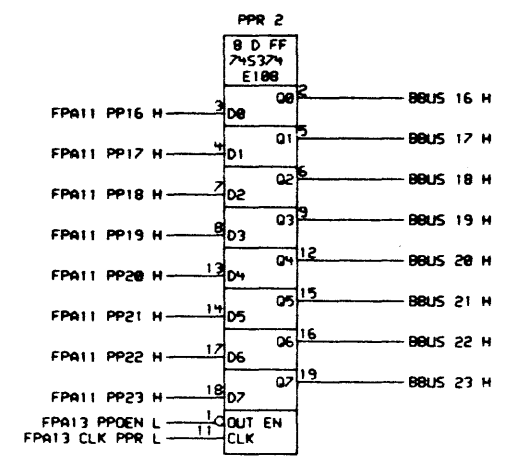 PPR 2
8 D FF
74S374
E108
Q0 2 BBUS 16 H
FPA11 PP16 H 3 D0
Q1 5 BBUS 17 H
FPA11 PP17 H 4 D1
Q2 6 BBUS 18 H
FPA11 PP18 H 7 D2
Q3 9 BBUS 19 H
FPA11 PP19 H 8 D3
Q4 12 BBUS 20 H
FPA11 PP20 H 13 D4
Q5 15 BBUS 21 H
FPA11 PP21 H 14 D5
Q6 16 BBUS 22 H
FPA11 PP22 H 17 D6
Q7 19 BBUS 23 H
FPA11 PP23 H 18 D7
FPA13 PPOEN L 1 OUT EN
FPA13 CLK PPR L 11 CLK